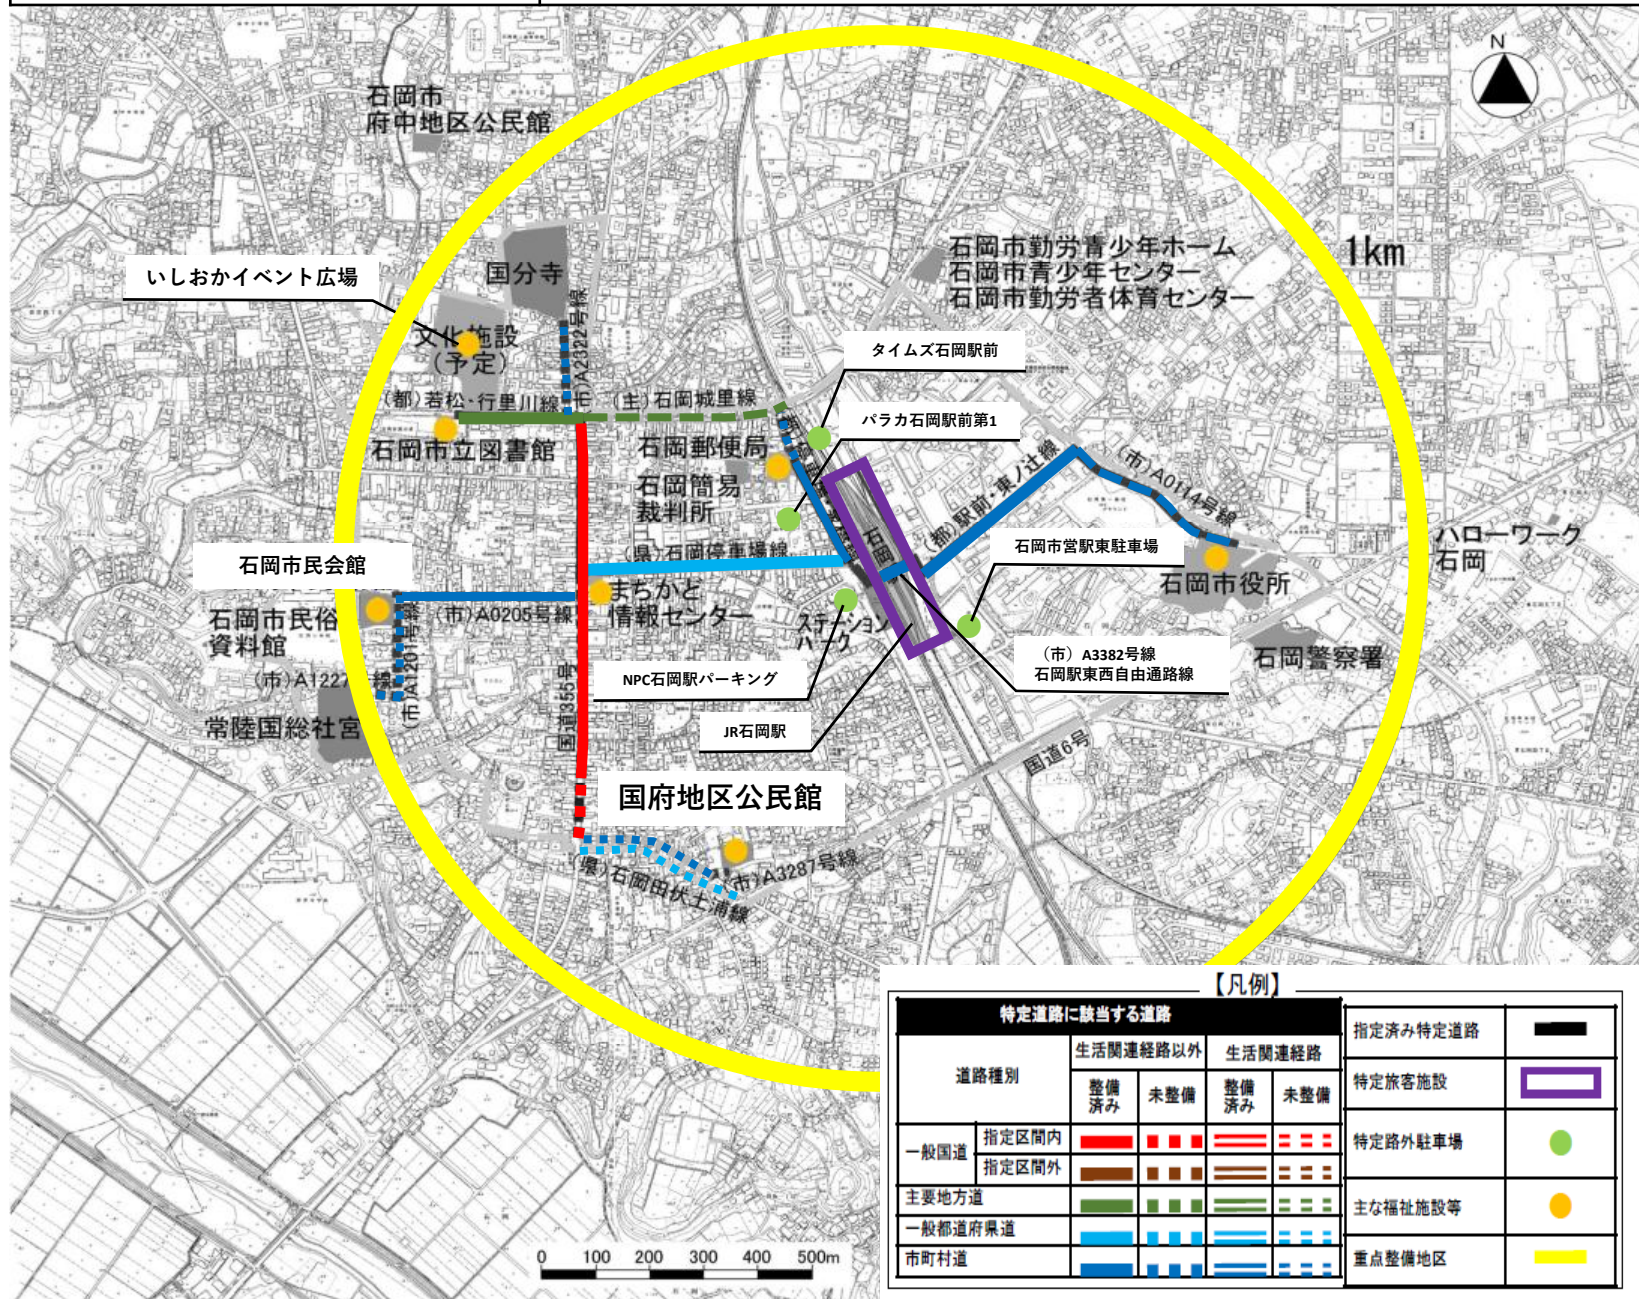 N
石岡市
府中地区公民館
1km
石岡市勤労青少年ホーム
石岡市青少年センター
石岡市勤労者体育センター
国分寺
いしおかイベント広場
文化施設
（予定）
(市)A2322号線
タイムズ石岡駅前
(都)若松・行里川線
(主)石岡城里線
パラカ石岡駅前第1
石岡市立図書館
石岡郵便局
石岡簡易
裁判所
(都)駅前・東ノ辻線
(市)A0114号線
ハローワーク
石岡
石岡
(県)石岡停車場線
石岡市営駅東駐車場
石岡市役所
石岡市民会館
石岡市民俗
資料館
(市)A0205号線
まちかど
情報センター
ステーション
パーク
(市)A1201号線
(市)A1227号線
石岡警察署
（市）A3382号線
石岡駅東西自由通路線
NPC石岡駅パーキング
JR石岡駅
常陸国総社宮
国道355号
国道6号
国府地区公民館
(県)石岡田伏土浦線
(市)A3287号線
【凡例】
特定道路に該当する道路
道路種別
生活関連経路以外
生活関連経路
整備
済み
未整備
整備
済み
未整備
一般国道
指定区間内
指定区間外
主要地方道
一般都道府県道
市町村道
指定済み特定道路
特定旅客施設
特定路外駐車場
主な福祉施設等
重点整備地区
0 100 200 300 400 500m